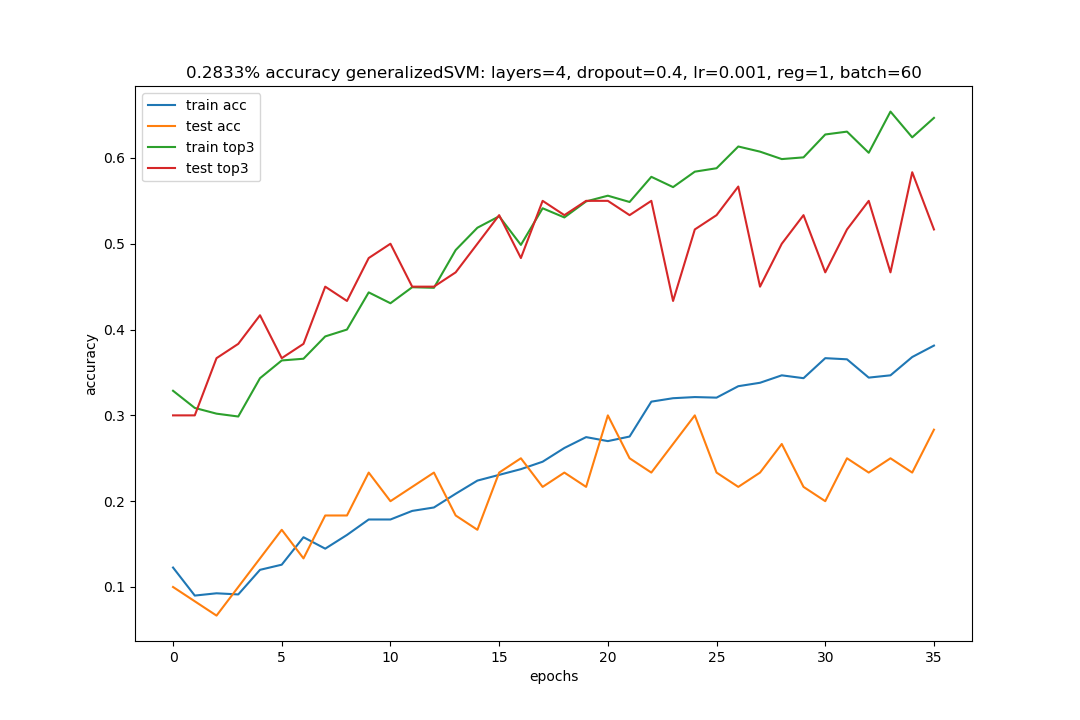 0.2833% accuracy generalizedSVM: layers=4, dropout=0.4, lr=0.001, reg=1, batch=60
train acc
test acc
train top3
test top3
0.6
0.5
0.4
0.3
0.2
0.1
accuracy
0 5 10 15 20 25 30 35
epochs